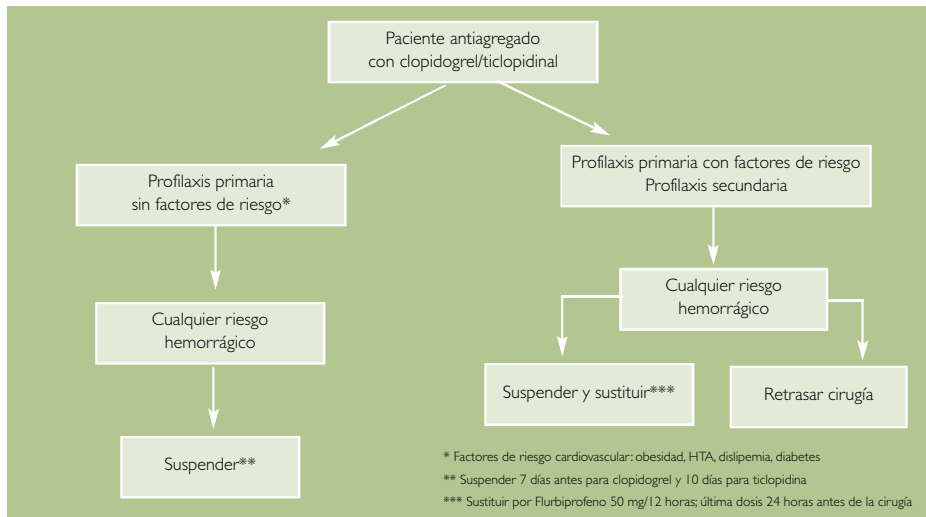 Paciente antiagregado
con clopidogrel/ticlopidinal
Profilaxis primaria
sin factores de riesgo*
Profilaxis primaria con factores de riesgo
Profilaxis secundaria
Cualquier riesgo
hemorrágico
Cualquier riesgo
hemorrágico
Suspender y sustituir***
Retrasar cirugía
Suspender**
* Factores de riesgo cardiovascular: obesidad, HTA, dislipemia, diabetes
** Suspender 7 días antes para clopidogrel y 10 días para ticlopidina
*** Sustituir por Flurbiprofeno 50 mg/12 horas; última dosis 24 horas antes de la cirugía